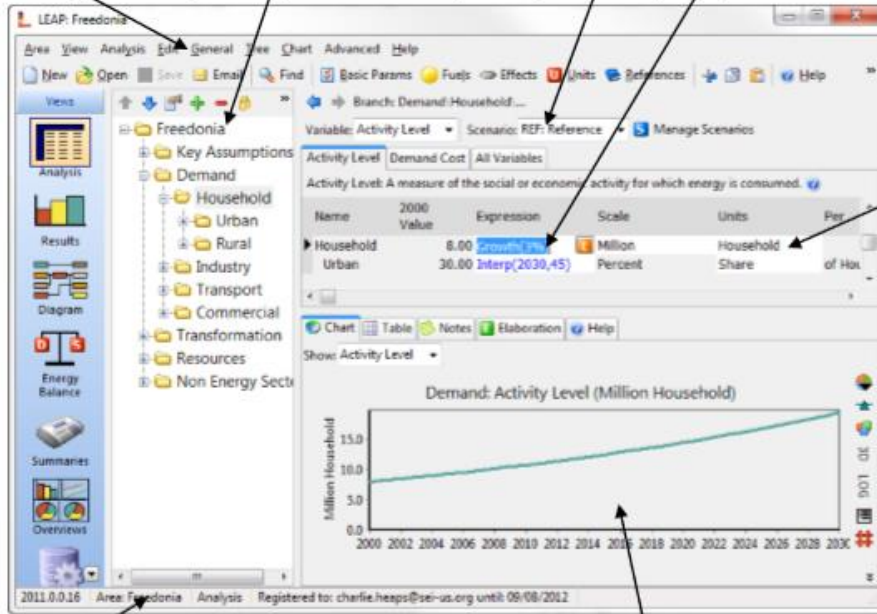 LEAP: Freedonia
Area View Analysis Edit General Tree Chart Advanced Help
New Open Save Email Find Basic Params Fuels Effects Units References Help »
Views
Analysis
Results
Diagram
Energy Balance
Summaries
Overviews
»
Freedonia
Key Assumptions
Demand
Household
Urban
Rural
Industry
Transport
Commercial
Transformation
Resources
Non Energy Secto
Branch: Demand\Household\...
Variable: Activity Level Scenario: REF: Reference Manage Scenarios
Activity Level Demand Cost All Variables
Activity Level: A measure of the social or economic activity for which energy is consumed.
Name 2000 Value Expression Scale Units Per
Household 8.00 Growth(3% Million Household
Urban 30.00 Interp(2030,45) Percent Share of Hou
Chart Table Notes Elaboration Help
Show: Activity Level
Demand: Activity Level (Million Household)
Million Household
15.0
10.0
5.0
0.0
2000 2002 2004 2006 2008 2010 2012 2014 2016 2018 2020 2022 2024 2026 2028 2030
3D
LOG
2011.0.0.16 Area: Freedonia Analysis Registered to: charlie.heaps@sei-us.org until: 09/08/2012